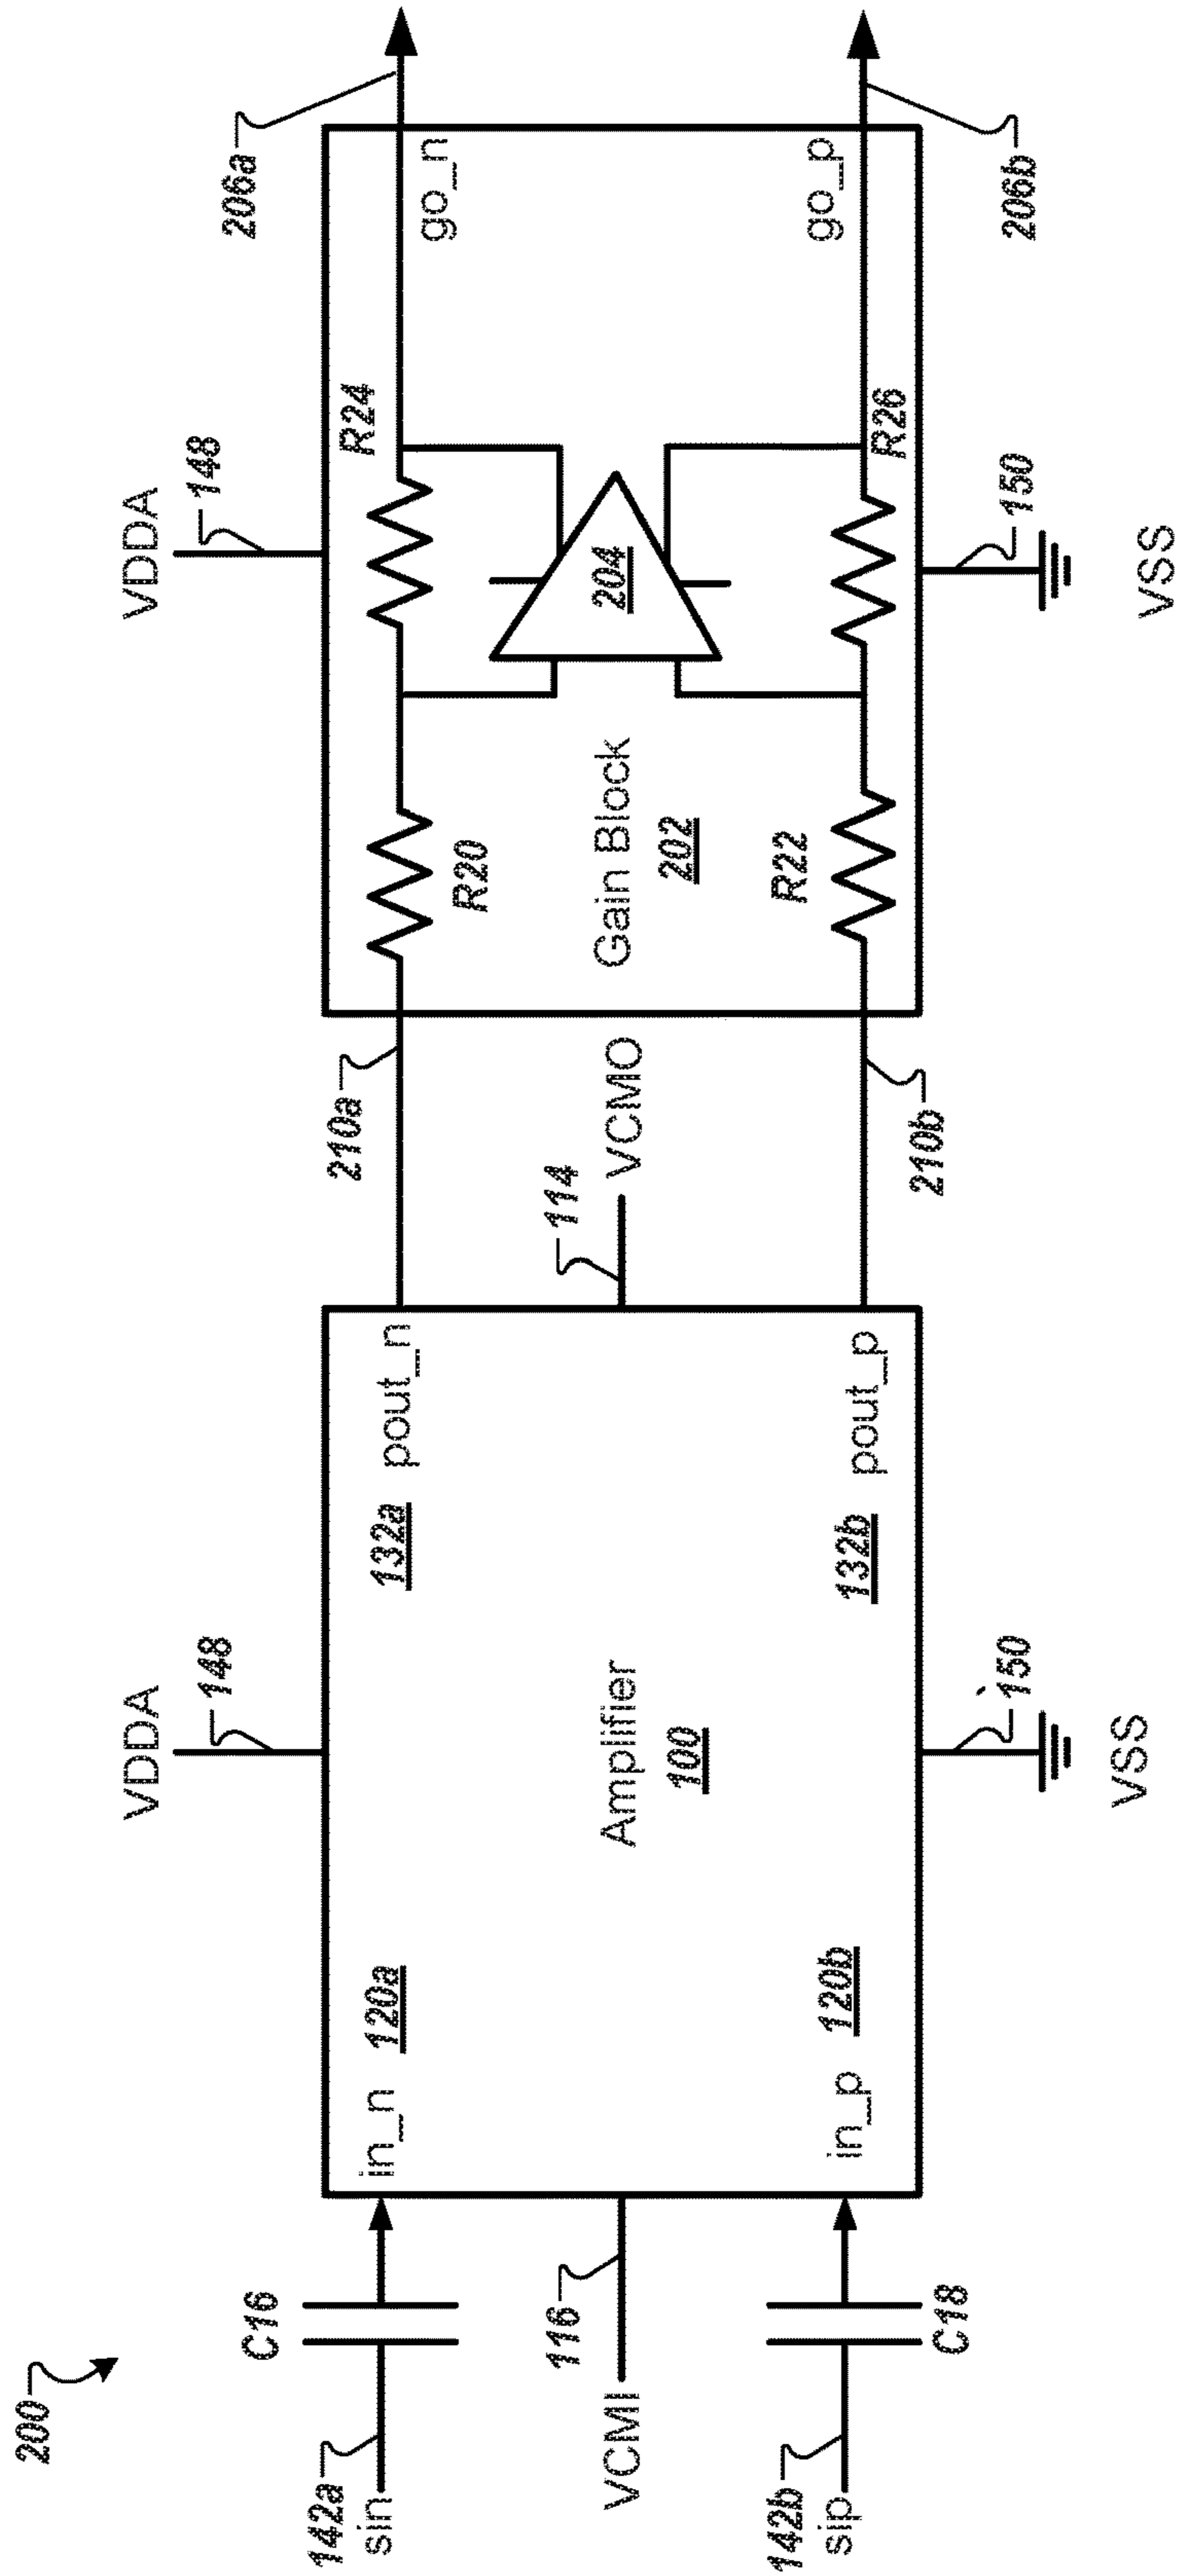 200
VDDA
VDDA
148
148
206a
142a
sin
C16
in_n
120a
132a
pout_n
210a
R20
R24
go_n
VCMI
116
Amplifier
100
114
VCMO
Gain Block
202
204
142b
sip
C18
in_p
120b
132b
pout_p
210b
R22
R26
go_p
206b
150
150
VSS
VSS